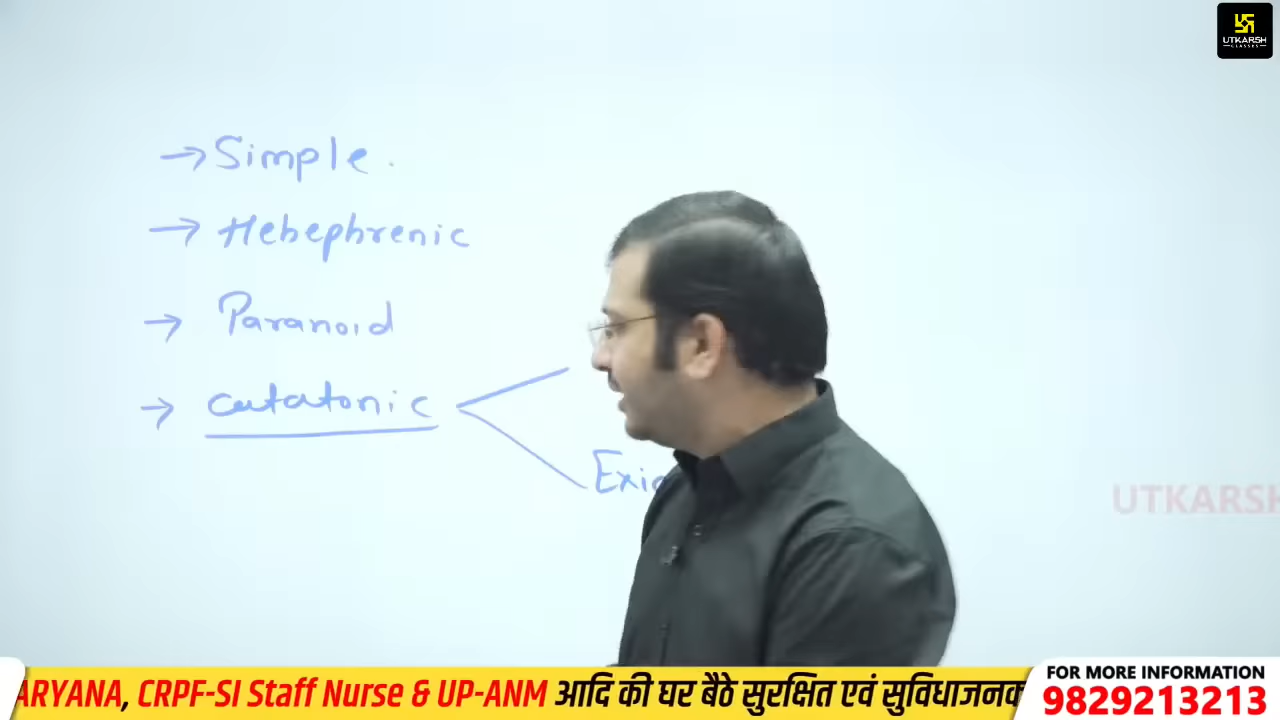 UTKARSH
CLASSES
→ Simple.
→ Hebephrenic
→ Paranoid
→ Catatonic
UTKARSH
ARYANA, CRPF-SI Staff Nurse & UP-ANM आदि की घर बैठे सुरक्षित एवं सुविधाजनक
FOR MORE INFORMATION
9829213213